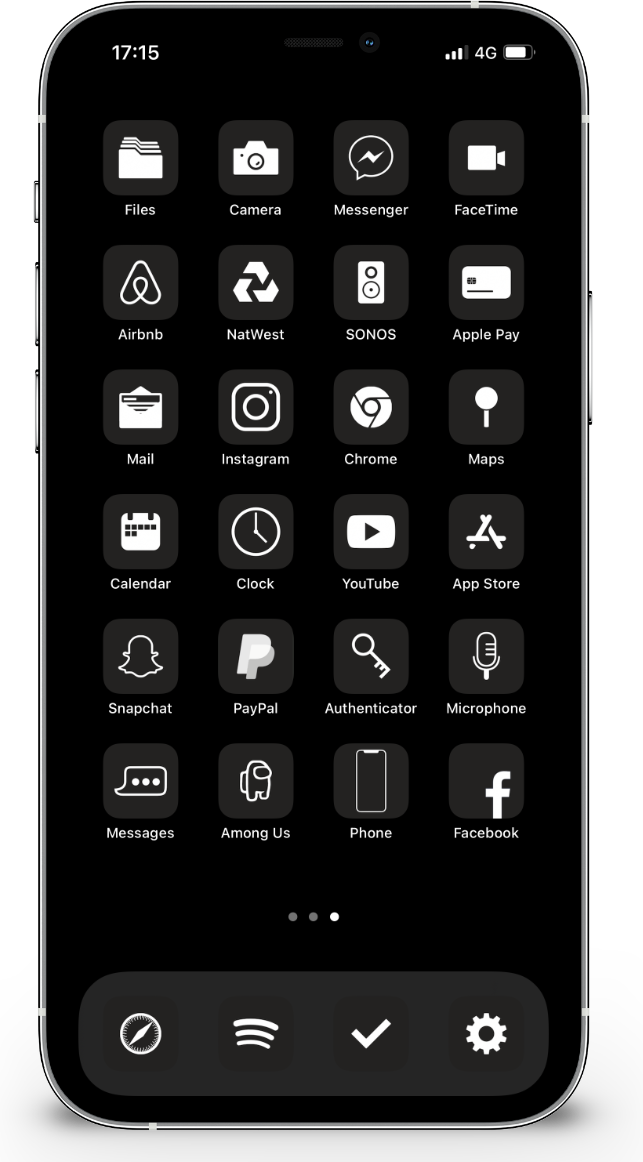 17:15 4G
Files Camera Messenger FaceTime
Airbnb NatWest SONOS Apple Pay
Mail Instagram Chrome Maps
Calendar Clock YouTube App Store
Snapchat PayPal Authenticator Microphone
Messages Among Us Phone Facebook